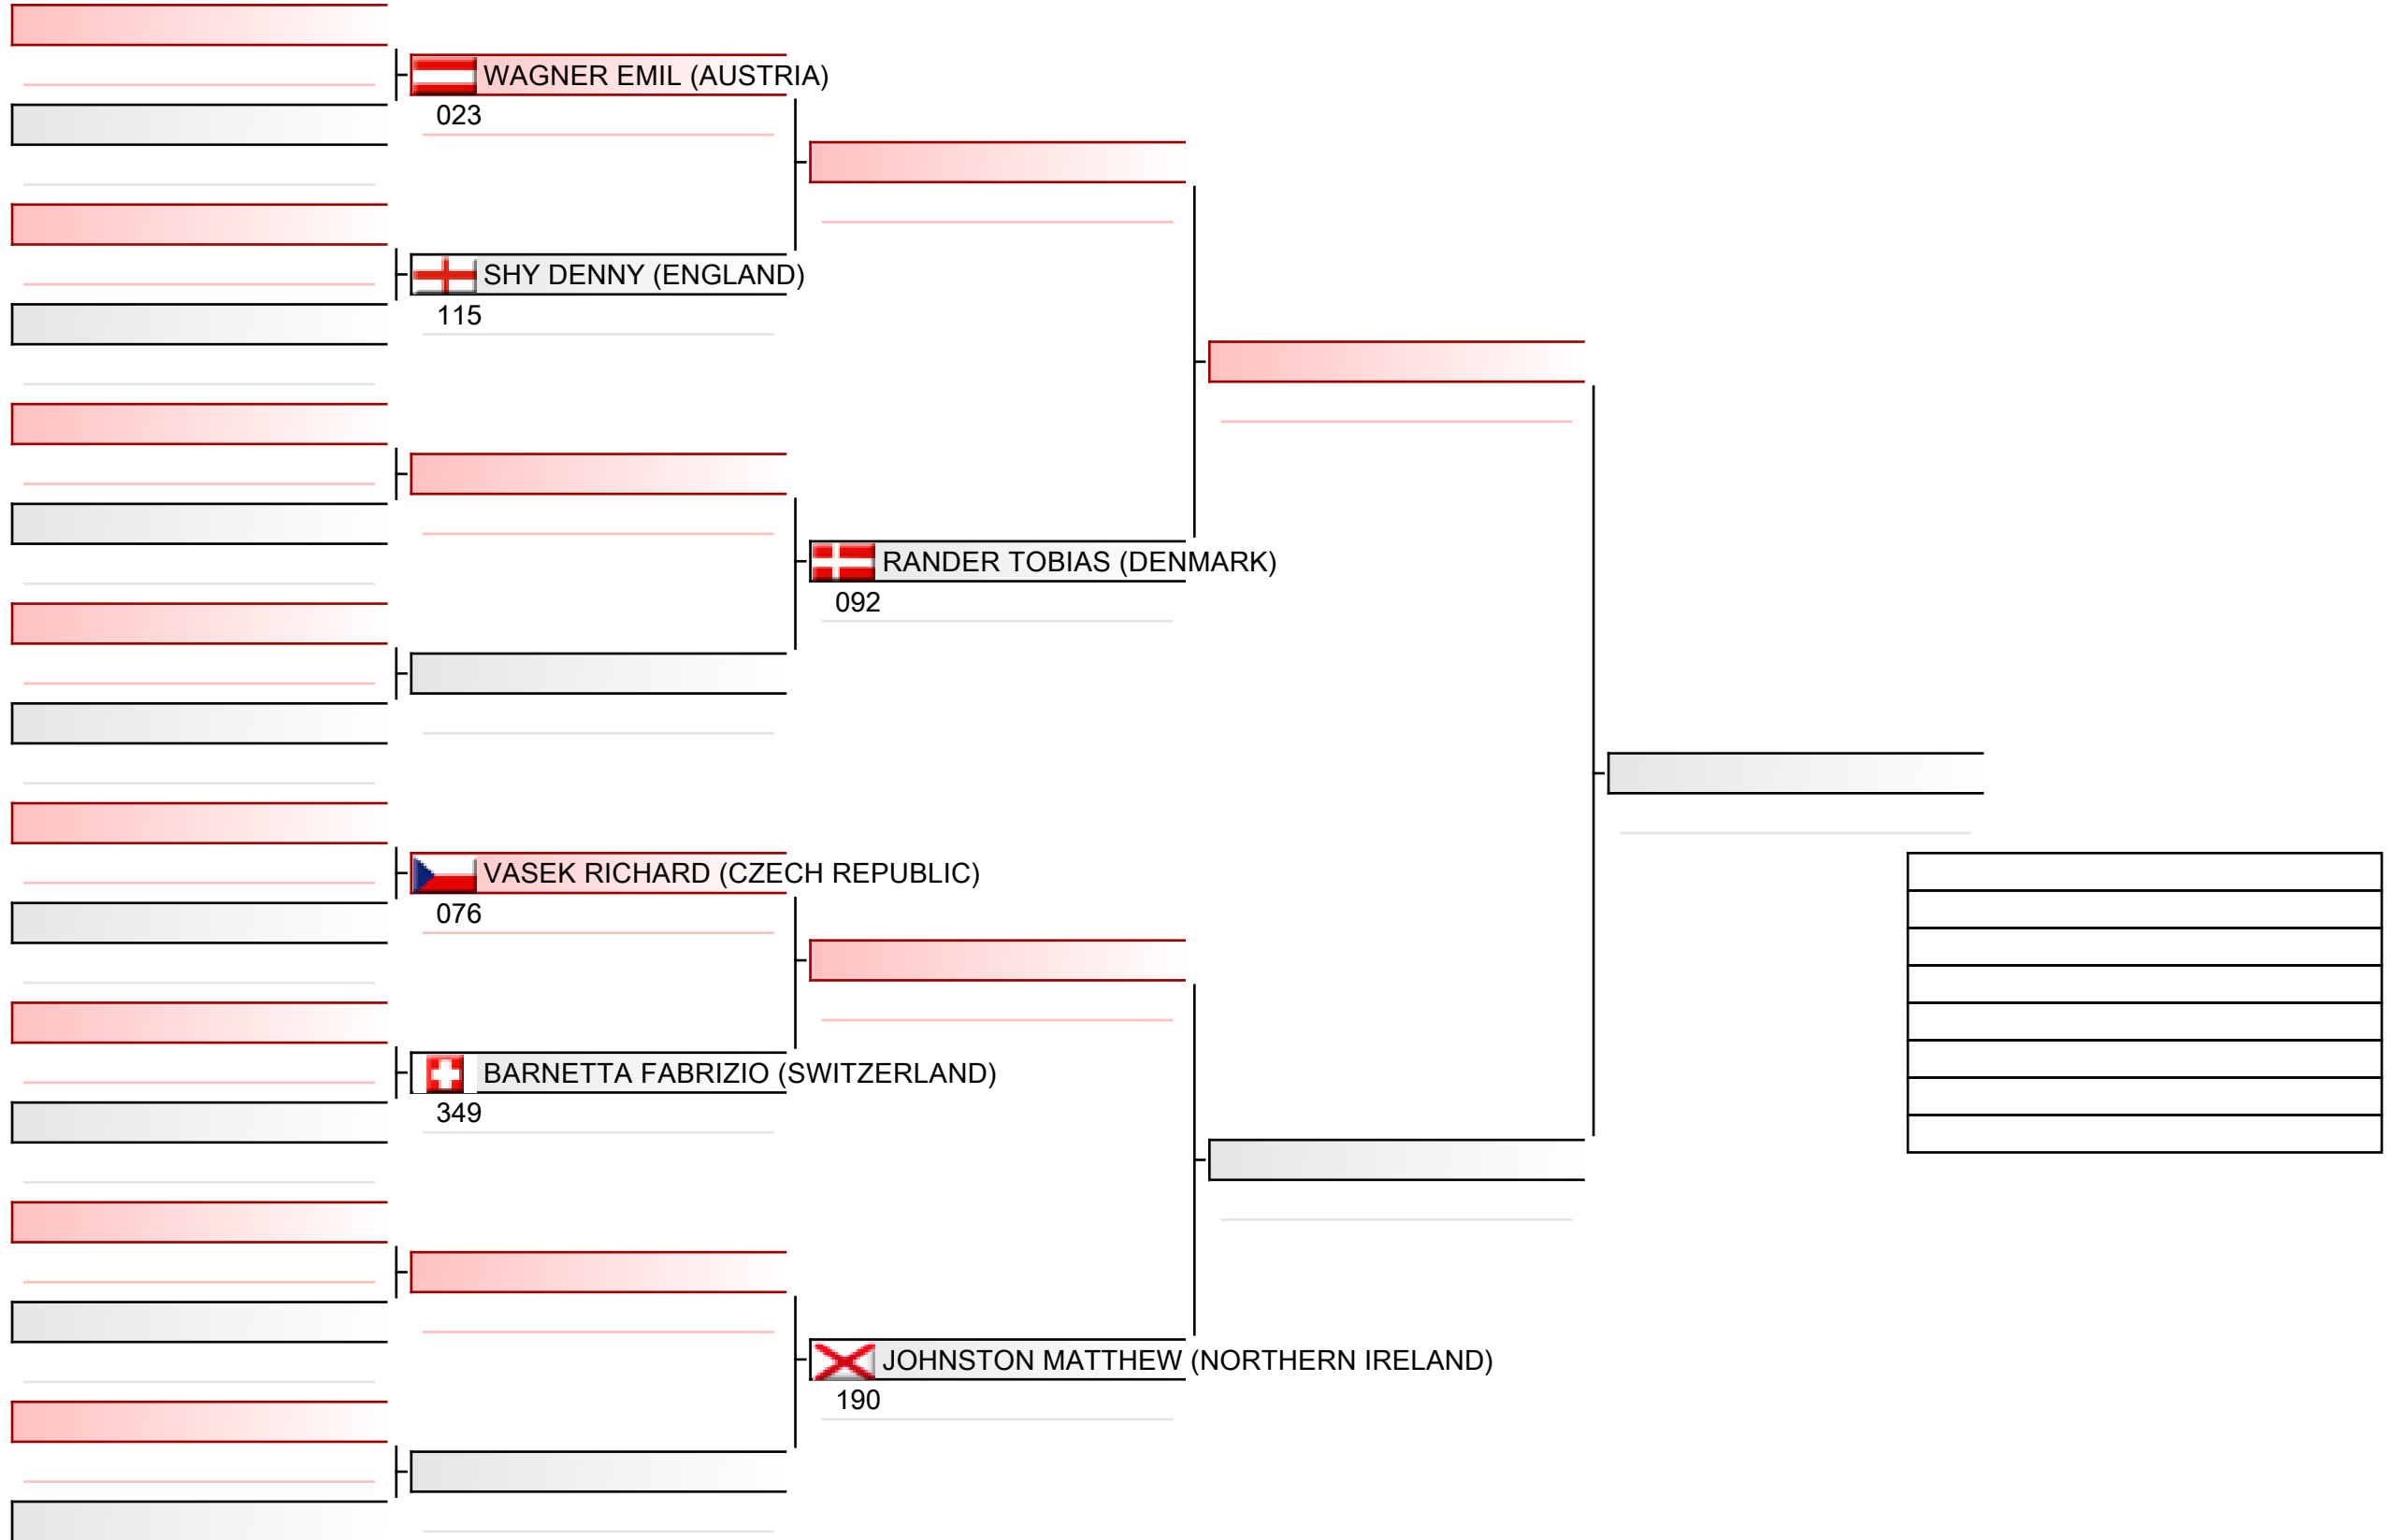 WAGNER EMIL (AUSTRIA)
023
SHY DENNY (ENGLAND)
115
RANDER TOBIAS (DENMARK)
092
VASEK RICHARD (CZECH REPUBLIC)
076
BARNETTA FABRIZIO (SWITZERLAND)
349
JOHNSTON MATTHEW (NORTHERN IRELAND)
190